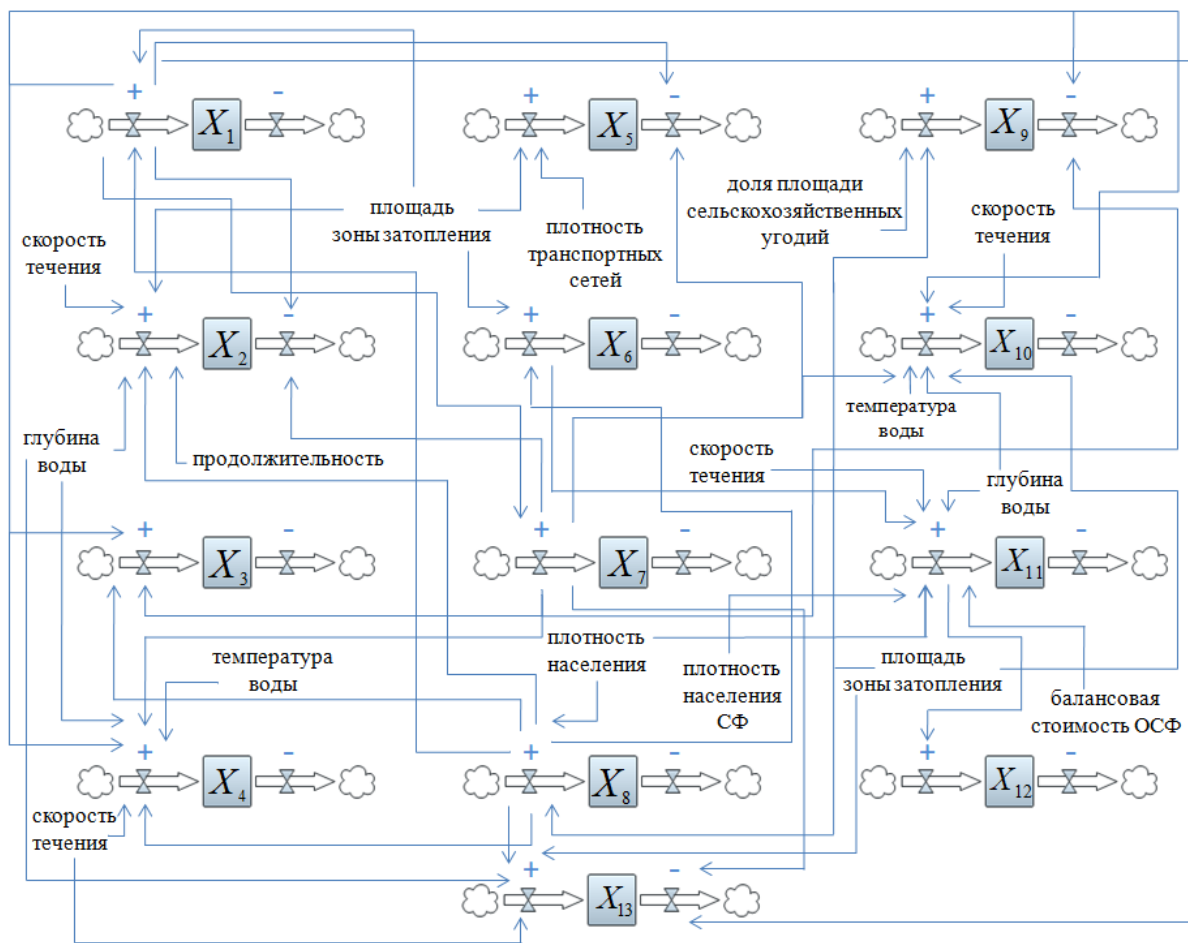 +
-
X1
+
-
X5
+
-
X9
площадь
зоны затопления
плотность
транспортных
сетей
доля площади
сельскохозяйственных
угодий
скорость
течения
скорость
течения
+
-
X2
+
-
X6
+
-
X10
температура
воды
глубина
воды
продолжительность
скорость
течения
глубина
воды
+
-
X3
+
-
X7
+
-
X11
температура
воды
плотность
населения
плотность
населения
СФ
площадь
зоны затопления
балансовая
стоимость ОСФ
+
-
X4
+
-
X8
+
-
X12
скорость
течения
+
-
X13